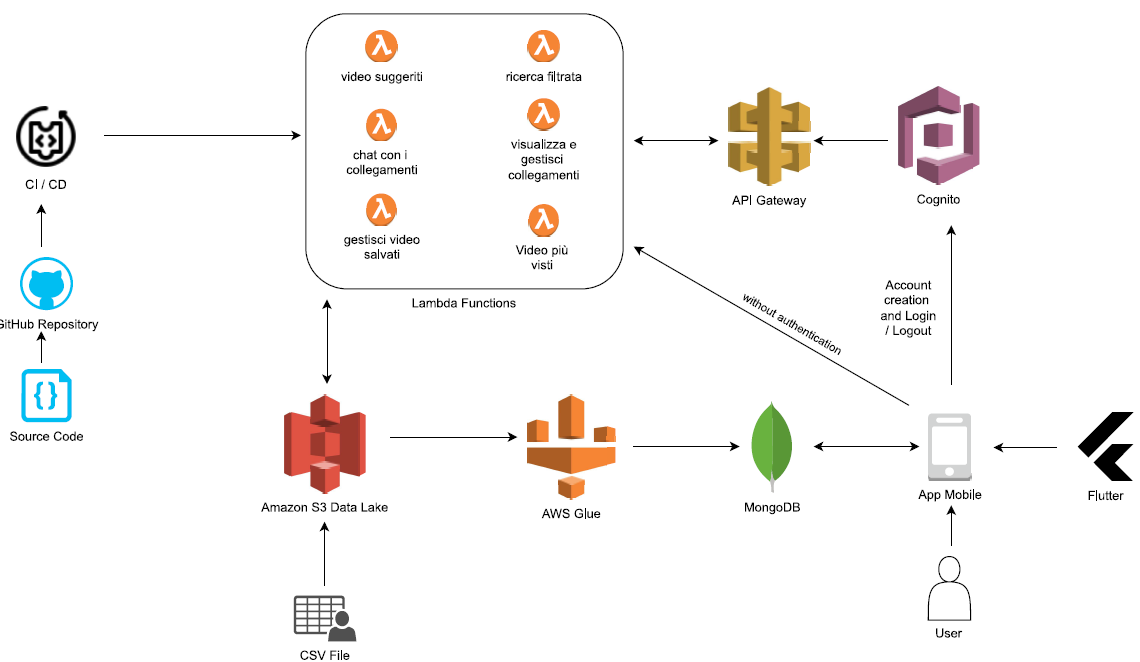 video suggeriti
ricerca filtrata
chat con i
collegamenti
visualizza e
gestisci
collegamenti
gestisci video
salvati
Video più
visti
Lambda Functions
CI / CD
GitHub Repository
Source Code
API Gateway
Cognito
Account
creation
and Login
/ Logout
without authentication
Amazon S3 Data Lake
AWS Glue
MongoDB
App Mobile
Flutter
CSV File
User